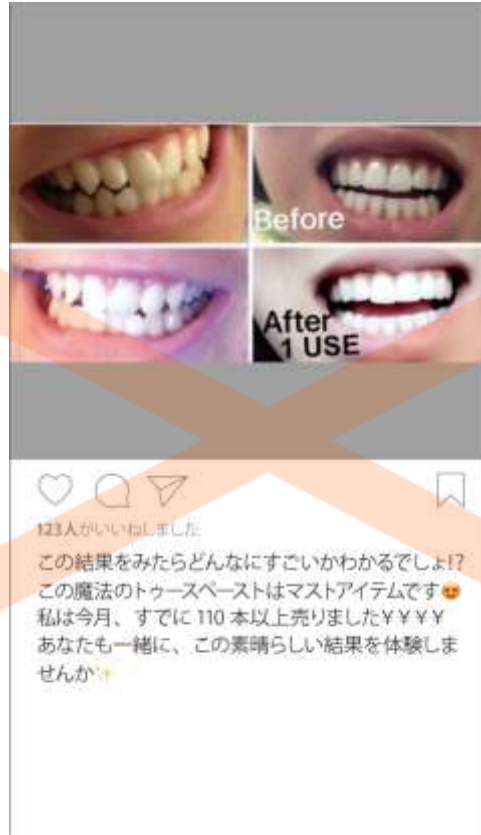 Before
After
1 USE
123人がいいねしました
この結果をみたらどんなにすごいかわかるでしょ!?
この魔法のトゥースペーストはマストアイテムです😍
私は今月、すでに 110 本以上売りました¥¥¥¥
あなたも一緒に、この素晴らしい結果を体験しま
せんか✨